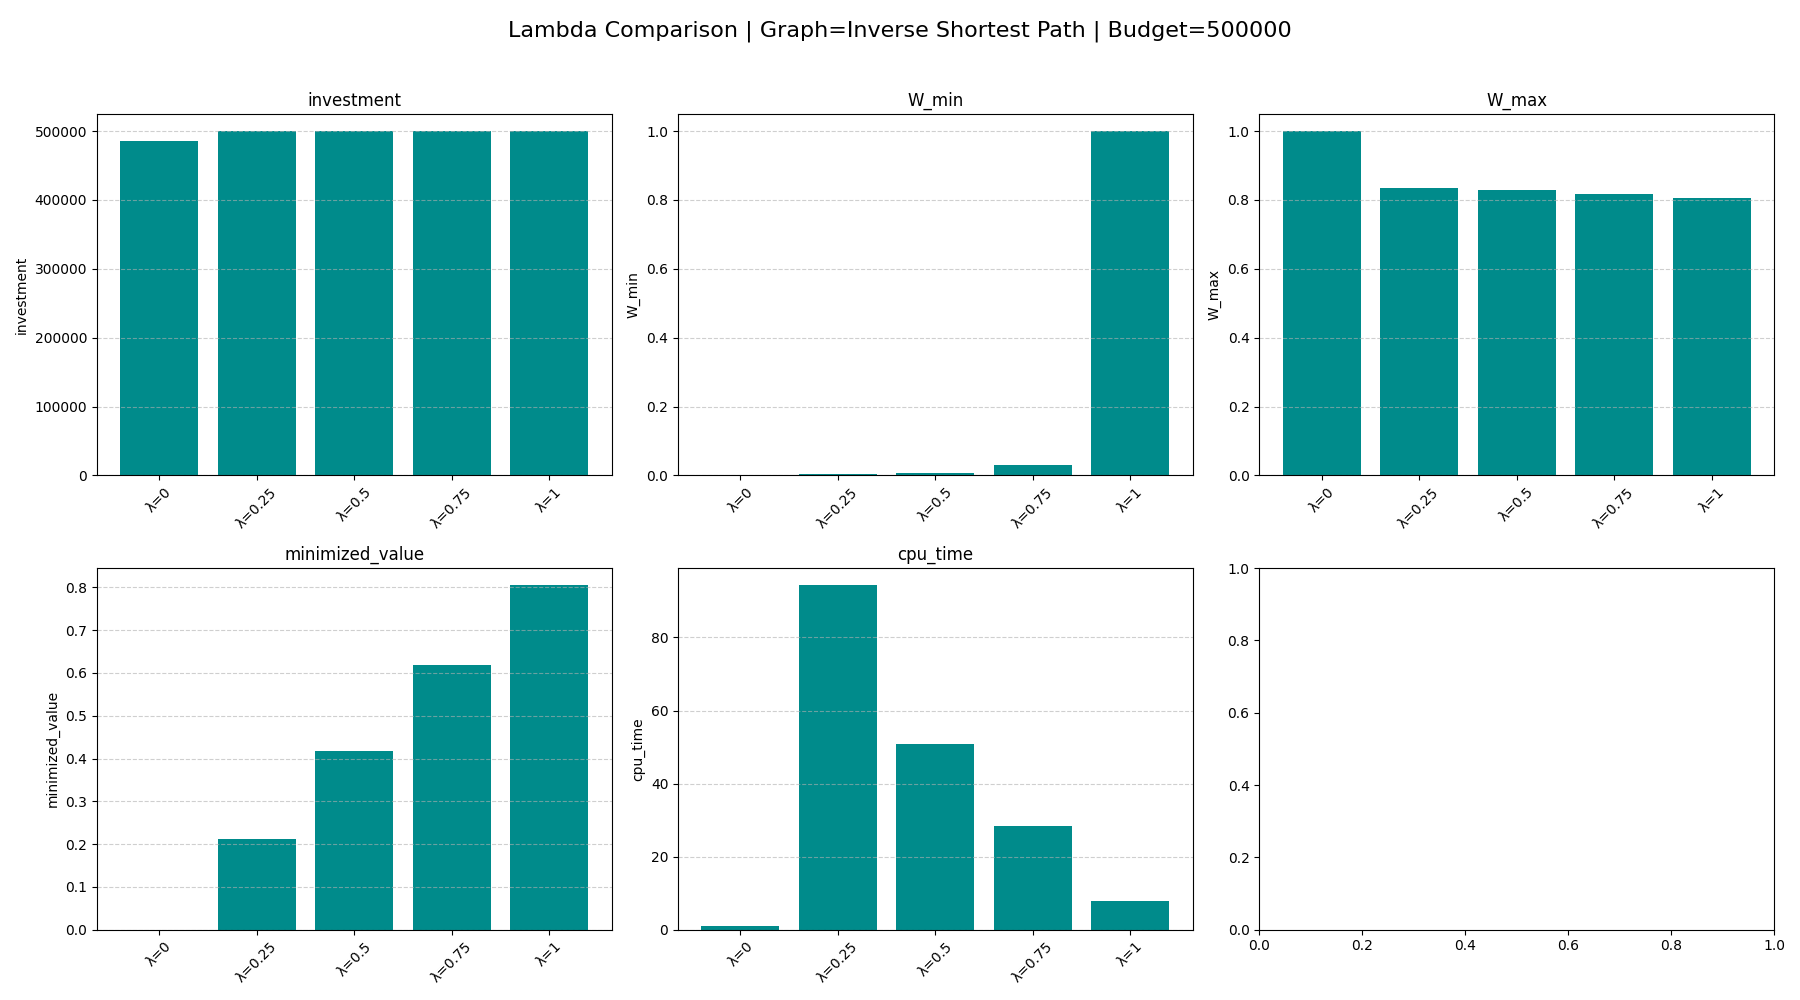 Lambda Comparison | Graph=Inverse Shortest Path | Budget=500000
investment
investment
500000
400000
300000
200000
100000
0
λ=0
λ=0.25
λ=0.5
λ=0.75
λ=1
W_min
W_min
1.0
0.8
0.6
0.4
0.2
0.0
λ=0
λ=0.25
λ=0.5
λ=0.75
λ=1
W_max
W_max
1.0
0.8
0.6
0.4
0.2
0.0
λ=0
λ=0.25
λ=0.5
λ=0.75
λ=1
minimized_value
minimized_value
0.8
0.7
0.6
0.5
0.4
0.3
0.2
0.1
0.0
λ=0
λ=0.25
λ=0.5
λ=0.75
λ=1
cpu_time
cpu_time
80
60
40
20
0
λ=0
λ=0.25
λ=0.5
λ=0.75
λ=1
1.0
0.8
0.6
0.4
0.2
0.0
0.0 0.2 0.4 0.6 0.8 1.0